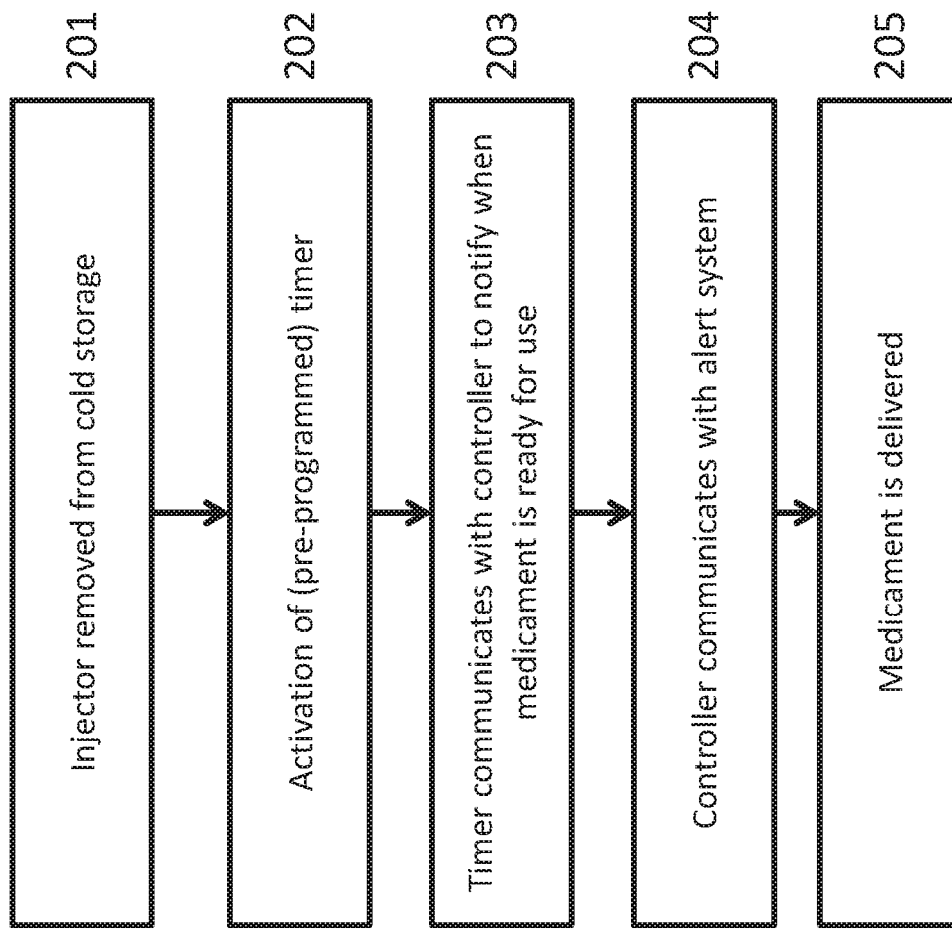 Injector removed from cold storage
201
Activation of (pre-programmed) timer
202
Timer communicates with controller to notify when
medicament is ready for use
203
Controller communicates with alert system
204
Medicament is delivered
205